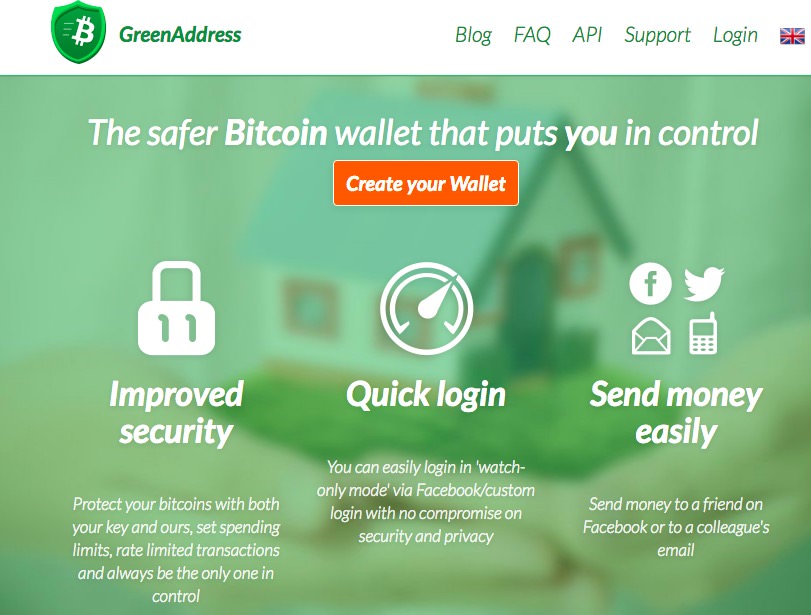 GreenAddress
Blog FAQ API Support Login
The safer Bitcoin wallet that puts you in control
Create your Wallet
Improved
security
Protect your bitcoins with both
your key and ours, set spending
limits, rate limited transactions
and always be the only one in
control
Quick login
You can easily login in 'watch-
only mode' via Facebook/custom
login with no compromise on
security and privacy
Send money
easily
Send money to a friend on
Facebook or to a colleague's
email